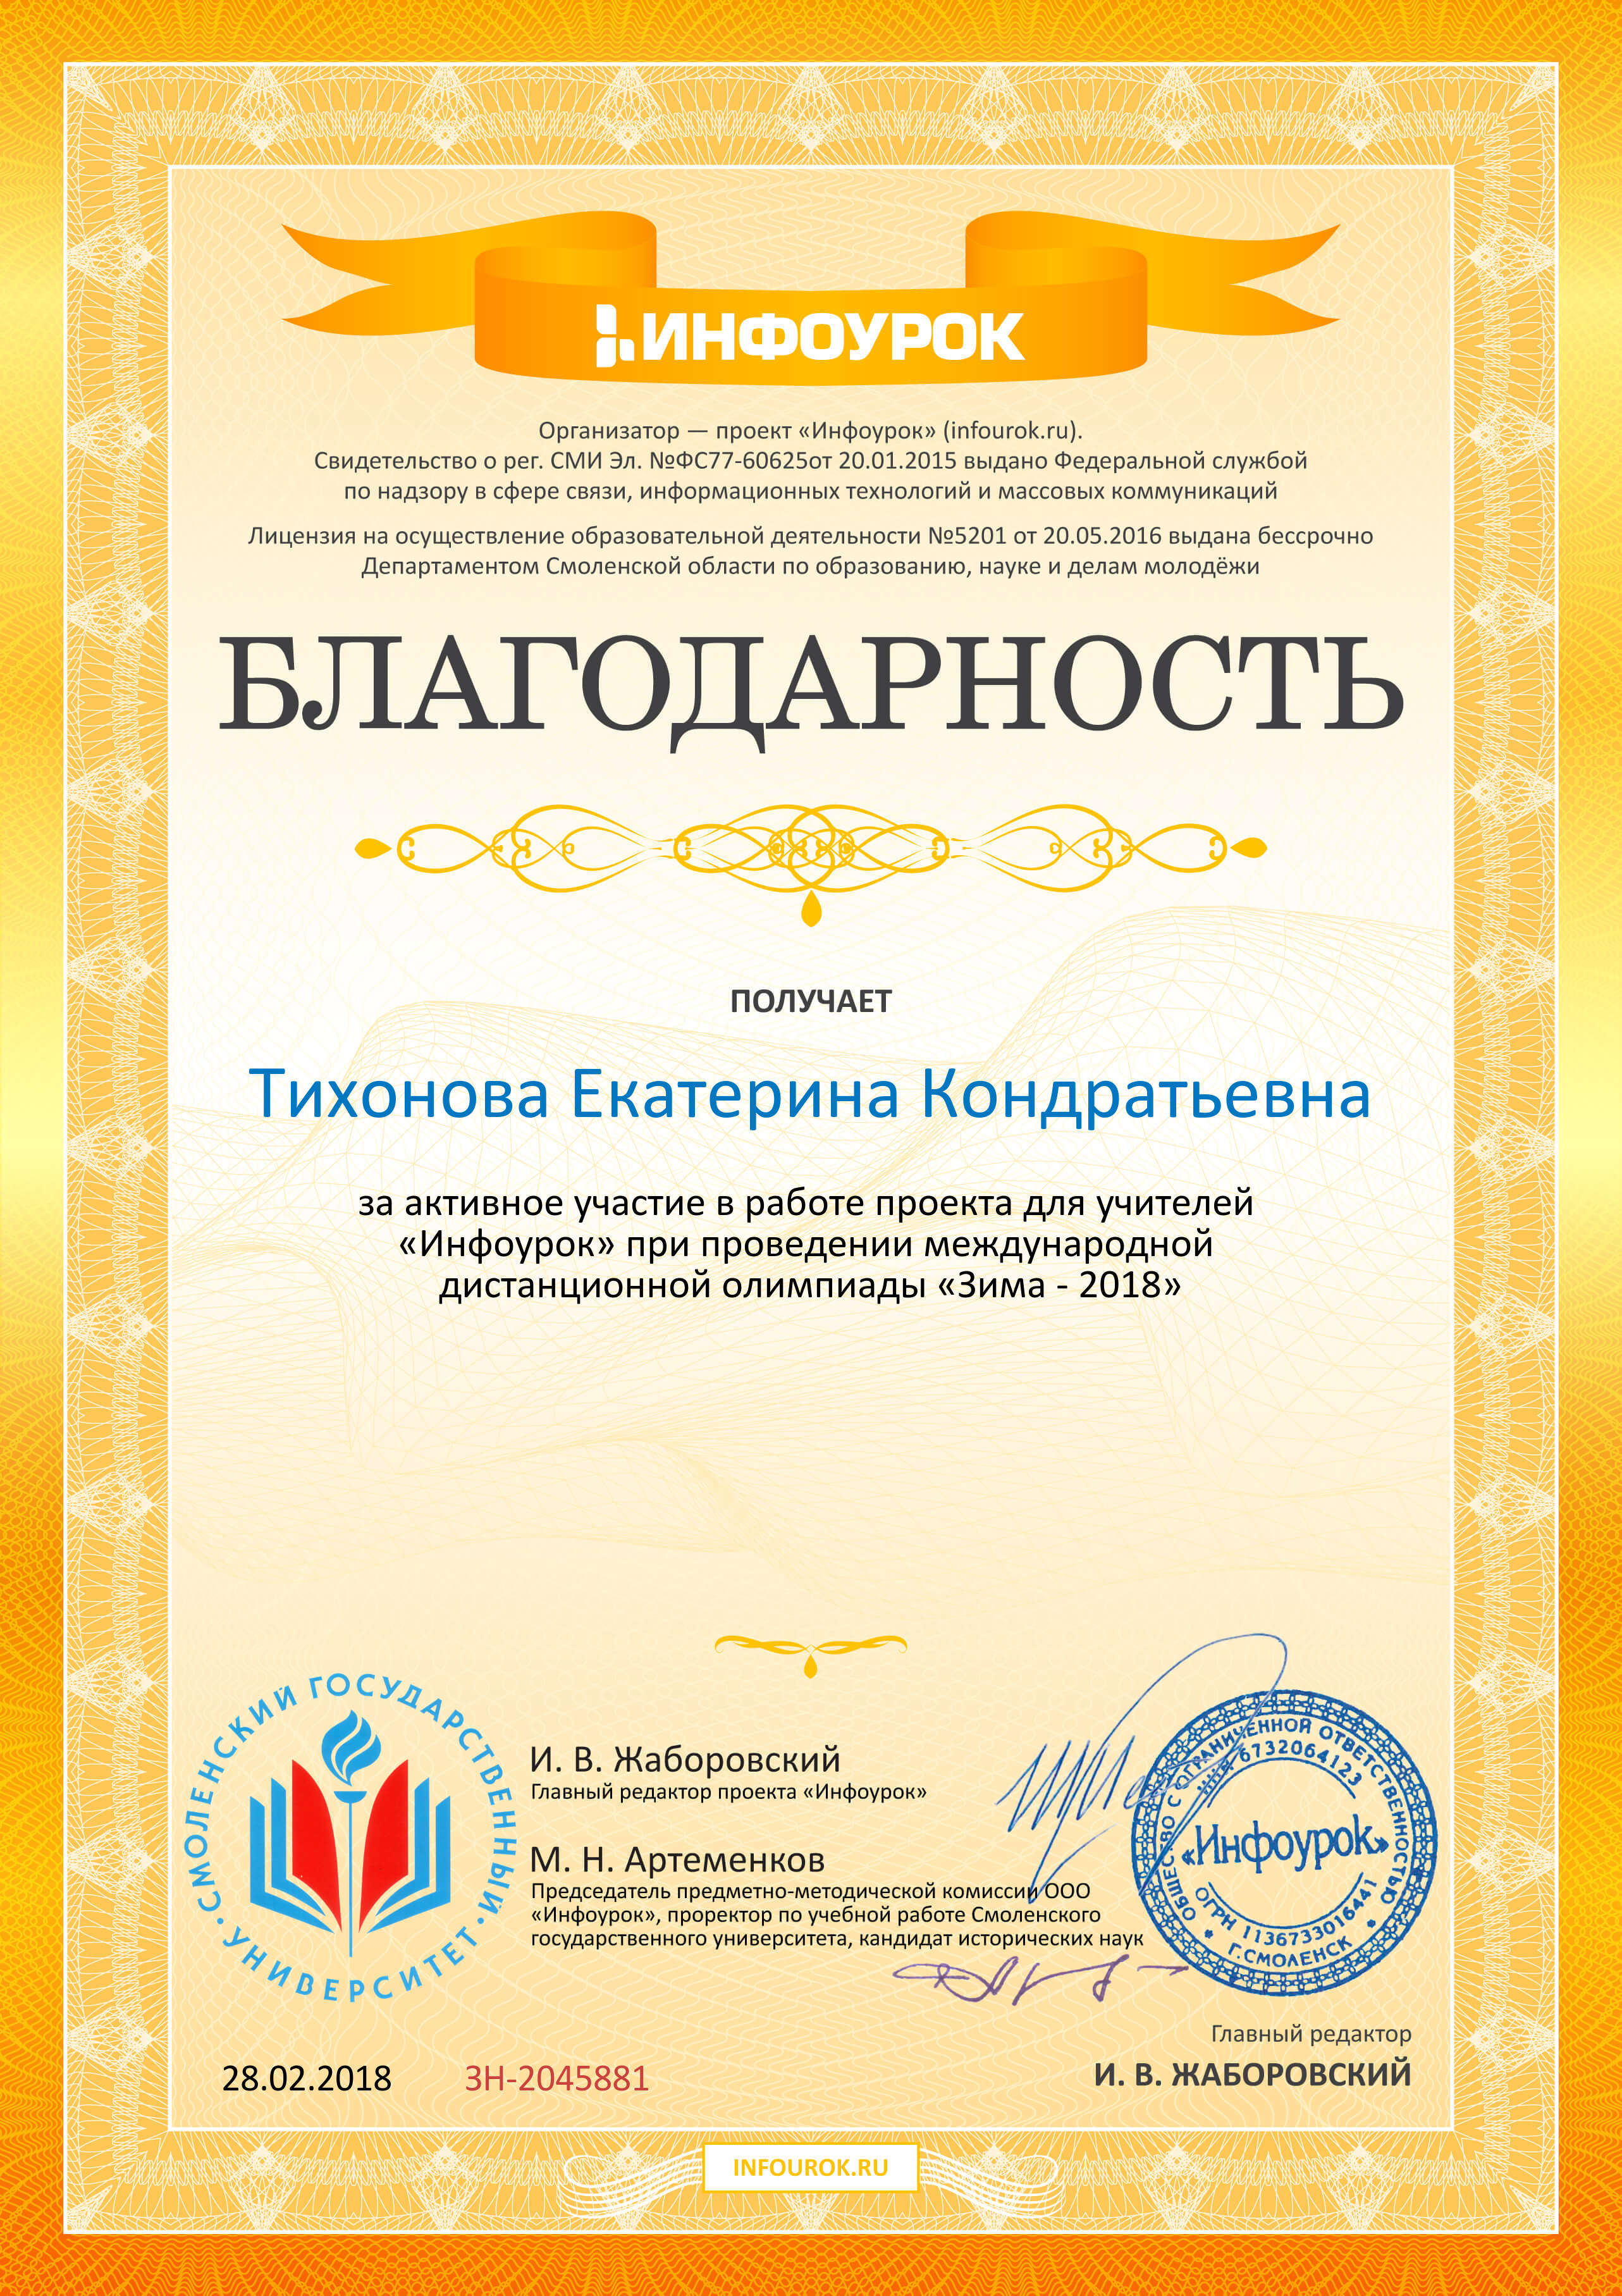 ИНФОУРОК
Организатор — проект «Инфоурок» (infourok.ru).
Свидетельство о рег. СМИ Эл. №ФС77-60625от 20.01.2015 выдано Федеральной службой
по надзору в сфере связи, информационных технологий и массовых коммуникаций
Лицензия на осуществление образовательной деятельности №5201 от 20.05.2016 выдана бессрочно
Департаментом Смоленской области по образованию, науке и делам молодёжи
БЛАГОДАРНОСТЬ
ПОЛУЧАЕТ
Тихонова Екатерина Кондратьевна
за активное участие в работе проекта для учителей
«Инфоурок» при проведении международной
дистанционной олимпиады «Зима - 2018»
СМОЛЕНСКИЙ ГОСУДАРСТВЕННЫЙ
УНИВЕРСИТЕТ
И. В. Жаборовский
Главный редактор проекта «Инфоурок»
М. Н. Артеменков
Председатель предметно-методической комиссии ООО
«Инфоурок», проректор по учебной работе Смоленского
государственного университета, кандидат исторических наук
ОБЩЕСТВО С ОГРАНИЧЕННОЙ ОТВЕТСТВЕННОСТЬЮ
ИНН 6732064123
«Инфоурок»
ОГРН 1136733016441
Г.СМОЛЕНСК
Главный редактор
И. В. ЖАБОРОВСКИЙ
28.02.2018 ЗН-2045881
INFOUROK.RU